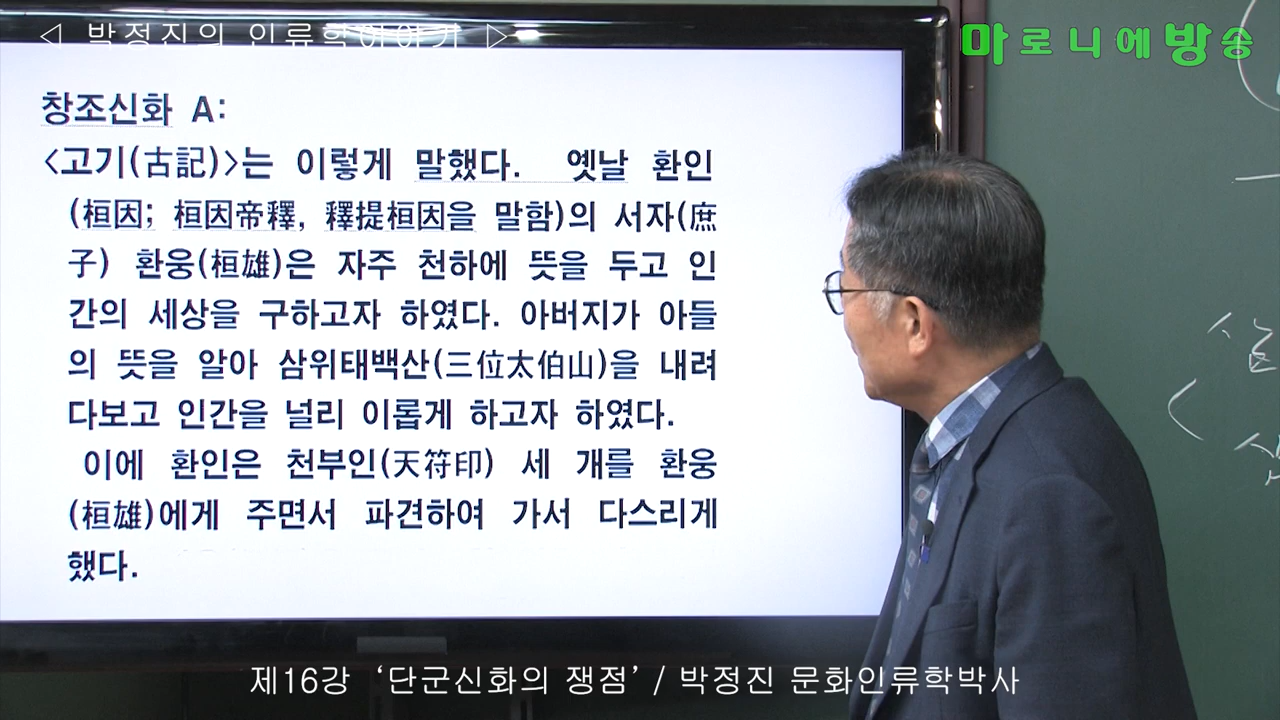 ◁ 박정진의 인류학이야기 ▷
마로니에방송
창조신화 A:
<고기(古記)>는 이렇게 말했다. 옛날 환인
(桓因; 桓因帝釋, 釋提桓因을 말함)의 서자(庶
子) 환웅(桓雄)은 자주 천하에 뜻을 두고 인
간의 세상을 구하고자 하였다. 아버지가 아들
의 뜻을 알아 삼위태백산(三位太伯山)을 내려
다보고 인간을 널리 이롭게 하고자 하였다.
이에 환인은 천부인(天符印) 세 개를 환웅
(桓雄)에게 주면서 파견하여 가서 다스리게
했다.
제16강 ‘단군신화의 쟁점’ / 박정진 문화인류학박사